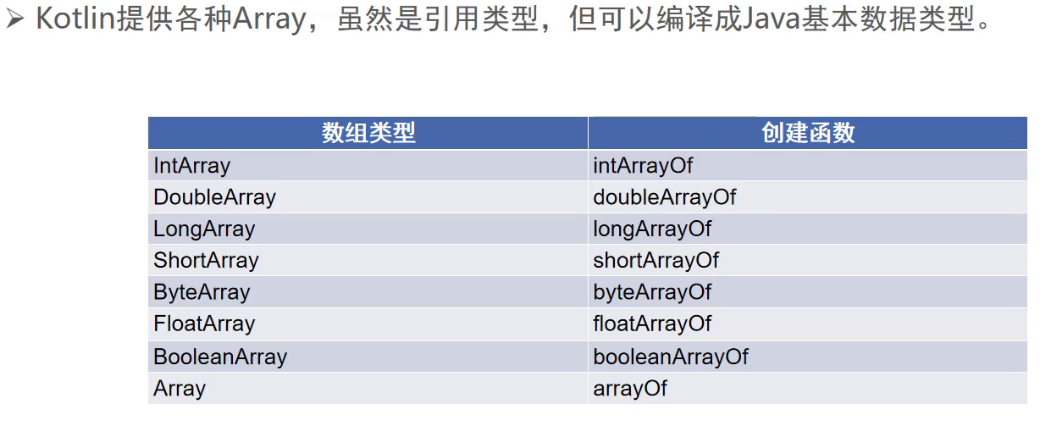 ➢ Kotlin提供各种Array，虽然是引用类型，但可以编译成Java基本数据类型。
数组类型 创建函数
IntArray intArrayOf
DoubleArray doubleArrayOf
LongArray longArrayOf
ShortArray shortArrayOf
ByteArray byteArrayOf
FloatArray floatArrayOf
BooleanArray booleanArrayOf
Array arrayOf